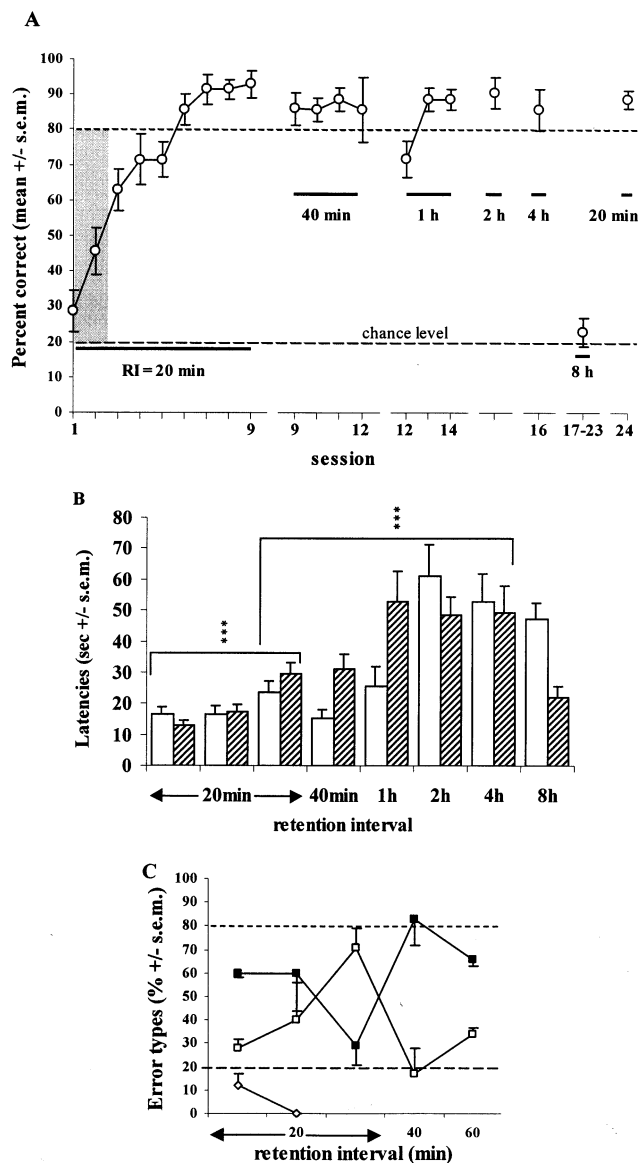 A
Percent correct (mean +/- s.e.m.)
100
90
80
70
60
50
40
30
20
10
0
40 min
1 h
2 h
4 h
20 min
chance level
RI = 20 min
8 h
1
9
9
12
12
14
16
17-23
24
session
B
Latencies (sec +/- s.e.m.)
80
70
60
50
40
30
20
10
0
***
***
20min
40min
1h
2h
4h
8h
retention interval
C
Error types (% +/- s.e.m.)
100
90
80
70
60
50
40
30
20
10
0
20
40
60
retention interval (min)